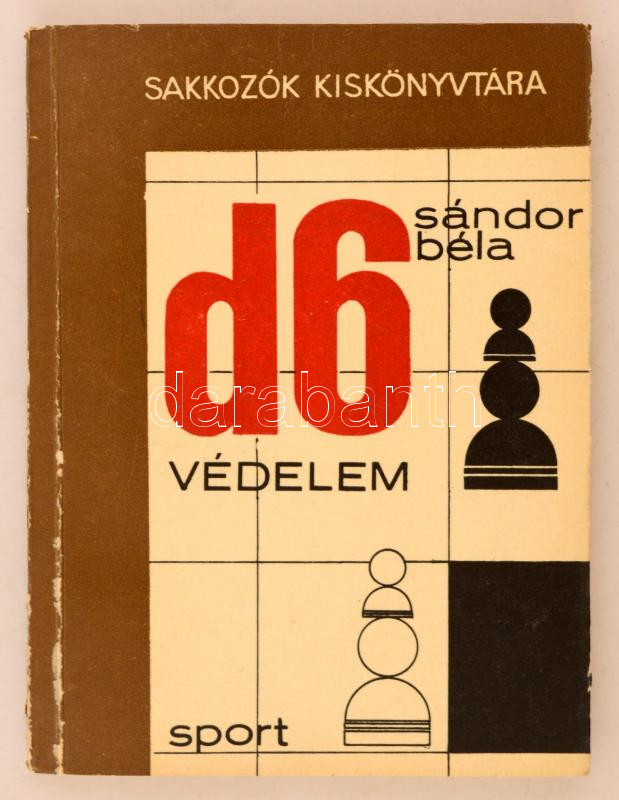 SAKKOZÓK KISKÖNYVTÁRA
d6
sándor
béla
darabanth
VÉDELEM
sport